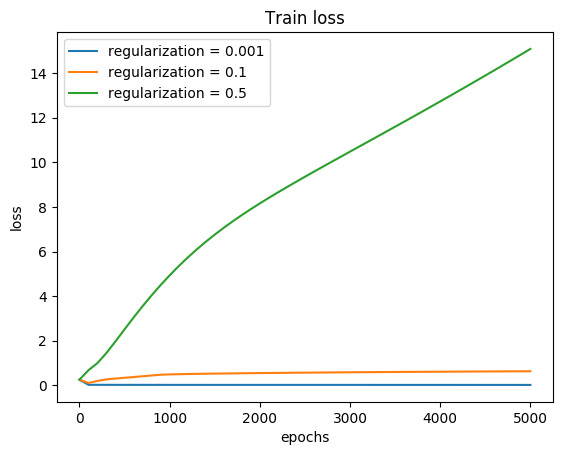 Train loss
regularization = 0.001
regularization = 0.1
regularization = 0.5
14
12
10
8
6
4
2
0
loss
0 1000 2000 3000 4000 5000
epochs